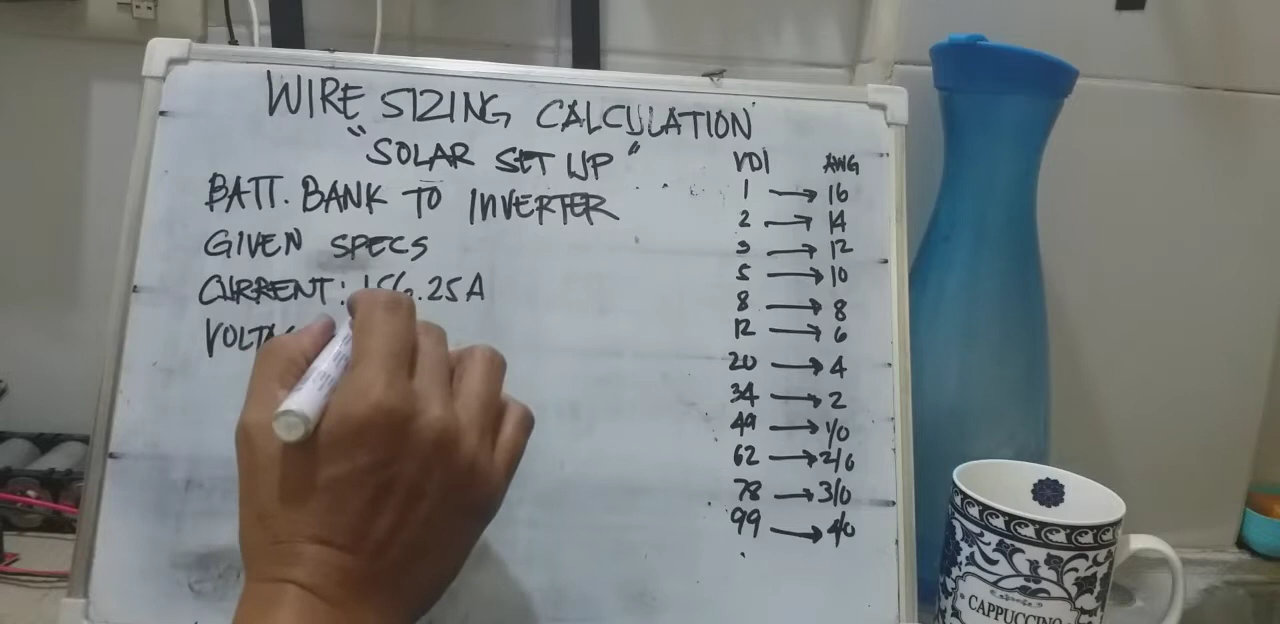 WIRE SIZING CALCULATION
"SOLAR SET UP"
BATT. BANK TO INVERTER
GIVEN SPECS
CURRENT: 156.25A
VDI AWG
1 → 16
2 → 14
3 → 12
5 → 10
8 → 8
12 → 6
20 → 4
34 → 2
49 → 1/0
62 → 2/0
78 → 3/0
99 → 4/0
CAPPUCCINO